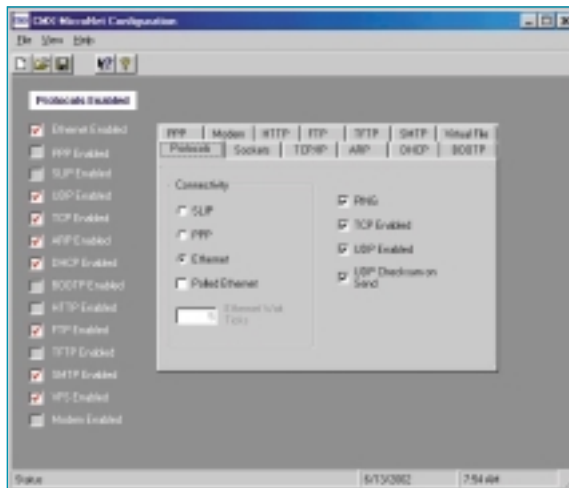 CMX-MicroNet Configuration
File View Help
Protocols Enabled
Ethernet Enabled
PPP Enabled
SLIP Enabled
UDP Enabled
TCP Enabled
ARP Enabled
DHCP Enabled
BOOTP Enabled
HTTP Enabled
FTP Enabled
TFTP Enabled
SMTP Enabled
VFS Enabled
Modem Enabled
PPP Modem HTTP FTP TFTP SMTP Virtual File
Protocols Sockets TCP/IP ARP DHCP BOOTP
Connectivity
SLIP
PPP
Ethernet
Polled Ethernet
Ethernet Wait
Ticks
PING
TCP Enabled
UDP Enabled
UDP Checksum on
Send
Status 6/13/2002 7:54 AM